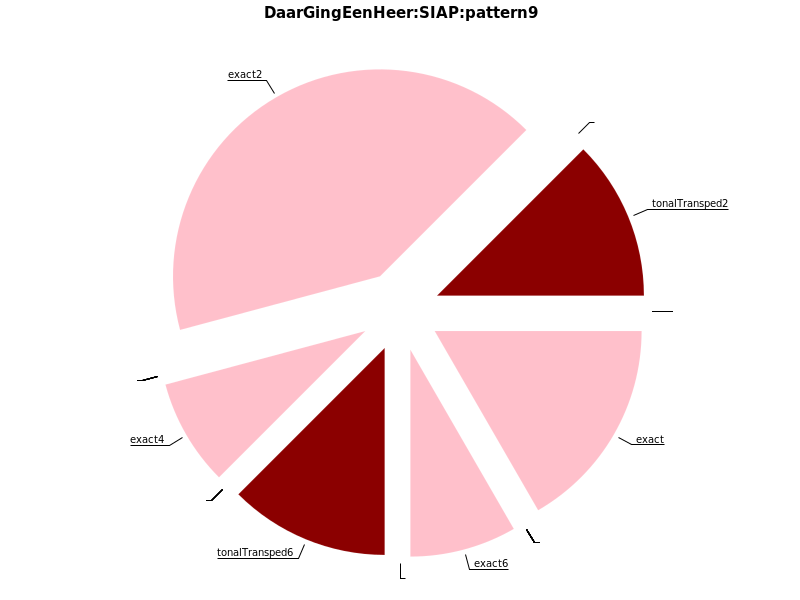 DaarGingEenHeer:SIAP:pattern9
exact2
tonalTransped2
exact4
exact
tonalTransped6
exact6